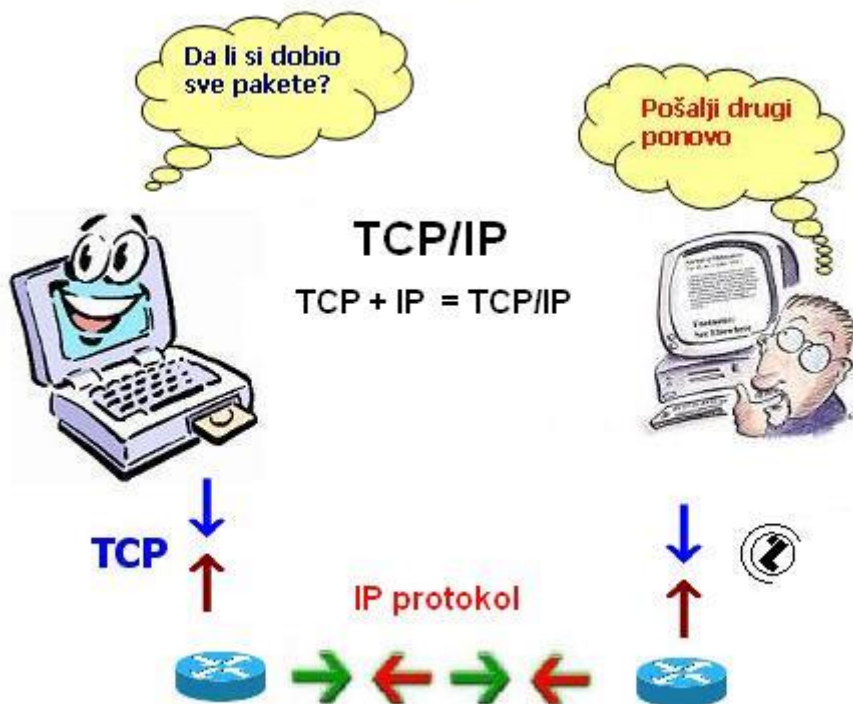 Da li si dobio
sve pakete?
Pošalji drugi
ponovo
TCP/IP
TCP + IP = TCP/IP
TCP
IP protokol